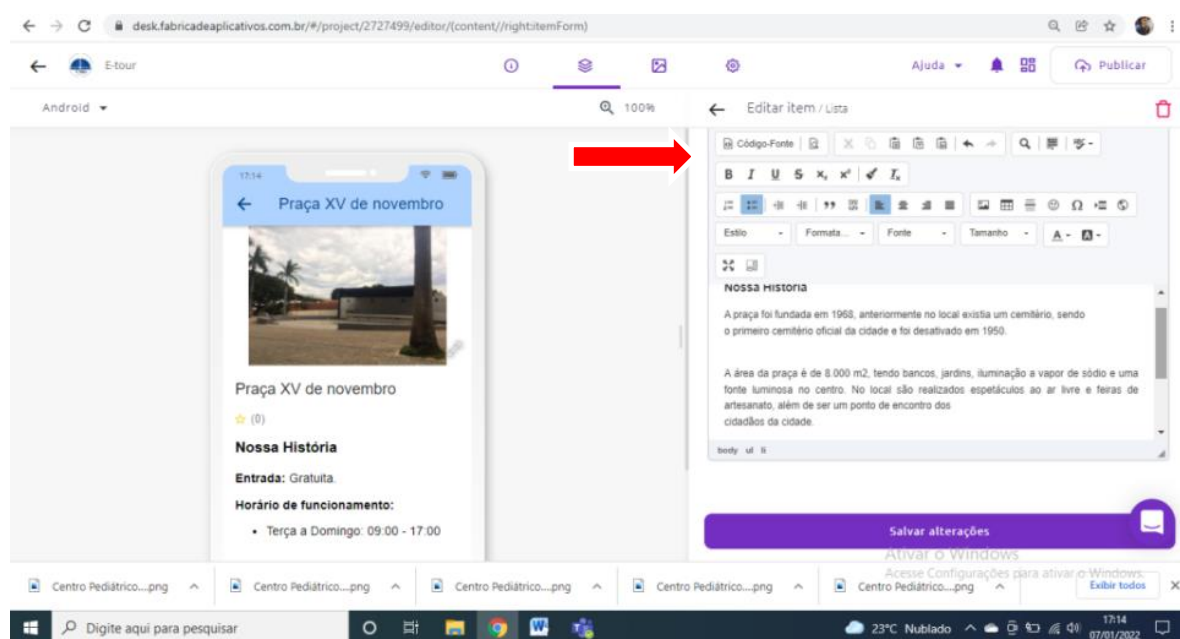 desk.fabricadeaplicativos.com.br/#/project/2727499/editor/(content//right:itemForm)
E-tour
Ajuda
Publicar
Android
100%
Editar item / Lista
17:14
Praça XV de novembro
Praça XV de novembro
(0)
Nossa História
Entrada: Gratuita.
Horário de funcionamento:
• Terça a Domingo: 09:00 - 17:00
Código-Fonte
B I U S x₂ x² Iₓ
Estilo
Formata...
Fonte
Tamanho
A
A
Nossa História
A praça foi fundada em 1968, anteriormente no local existia um cemitério, sendo
o primeiro cemitério oficial da cidade e foi desativado em 1950.
A área da praça é de 8.000 m2, tendo bancos, jardins, iluminação a vapor de sódio e uma
fonte luminosa no centro. No local são realizados espetáculos ao ar livre e feiras de
artesanato, além de ser um ponto de encontro dos
cidadãos da cidade.
body ul li
Salvar alterações
Ativar o Windows
Acesse Configurações para ativar o Windows.
Centro Pediátrico....png
Centro Pediátrico....png
Centro Pediátrico....png
Centro Pediátrico....png
Centro Pediátrico....png
Exibir todos
Digite aqui para pesquisar
23°C Nublado
17:14
07/01/2022